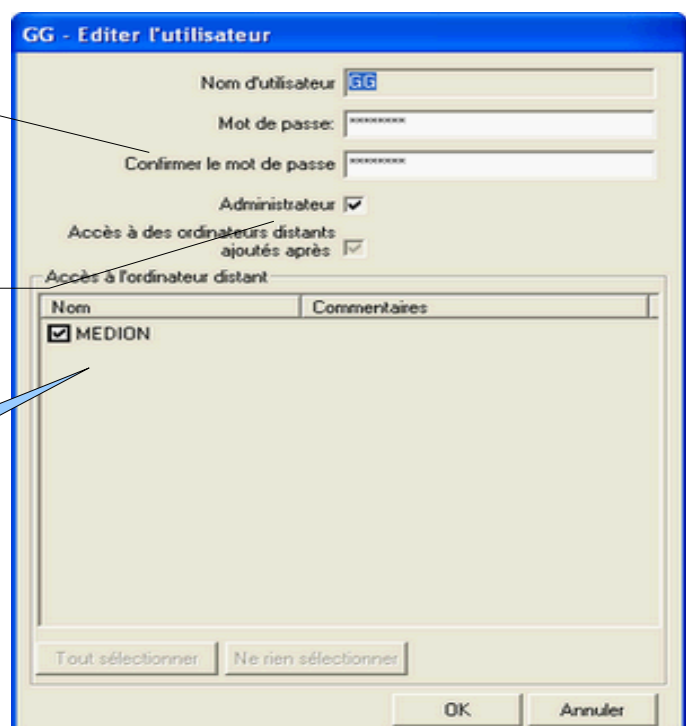 GG - Editer l'utilisateur
Nom d'utilisateur GG
Mot de passe: ********
Confirmer le mot de passe ********
Administrateur
Accès à des ordinateurs distants
ajoutés après
Accès à l'ordinateur distant
Nom Commentaires
MEDION
Tout sélectionner Ne rien sélectionner
OK Annuler